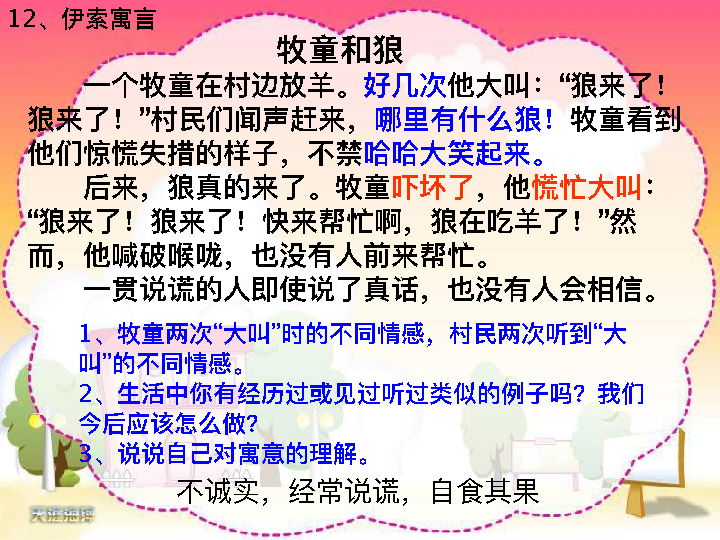 12、伊索寓言
牧童和狼
一个牧童在村边放羊。好几次他大叫：“狼来了！
狼来了！”村民们闻声赶来，哪里有什么狼！牧童看到
他们惊慌失措的样子，不禁哈哈大笑起来。
后来，狼真的来了。牧童吓坏了，他慌忙大叫：
“狼来了！狼来了！快来帮忙啊，狼在吃羊了！”然
而，他喊破喉咙，也没有人前来帮忙。
一贯说谎的人即使说了真话，也没有人会相信。
1、牧童两次“大叫”时的不同情感，村民两次听到“大
叫”的不同情感。
2、生活中你有经历过或见过听过类似的例子吗？我们
今后应该怎么做？
3、说说自己对寓意的理解。
不诚实，经常说谎，自食其果